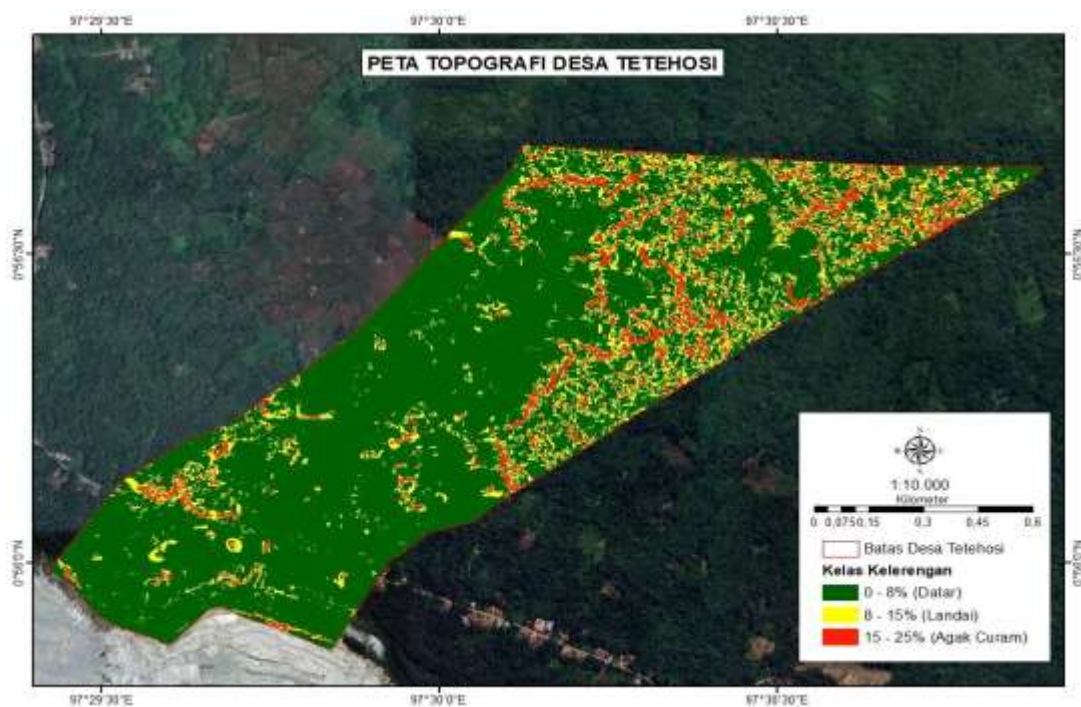 97°29'30"E 97°30'0"E 97°30'30"E
PETA TOPOGRAFI DESA TETEHOSI
0°56'30"N 0°56'30"N
1:10.000
Kilometer
0 0,075 0,15 0,3 0,45 0,6
Batas Desa Tetehosi
Kelas Kelerengan
0 - 8% (Datar)
8 - 15% (Landai)
15 - 25% (Agak Curam)
0°56'0"N 0°56'0"N
97°29'30"E 97°30'0"E 97°30'30"E